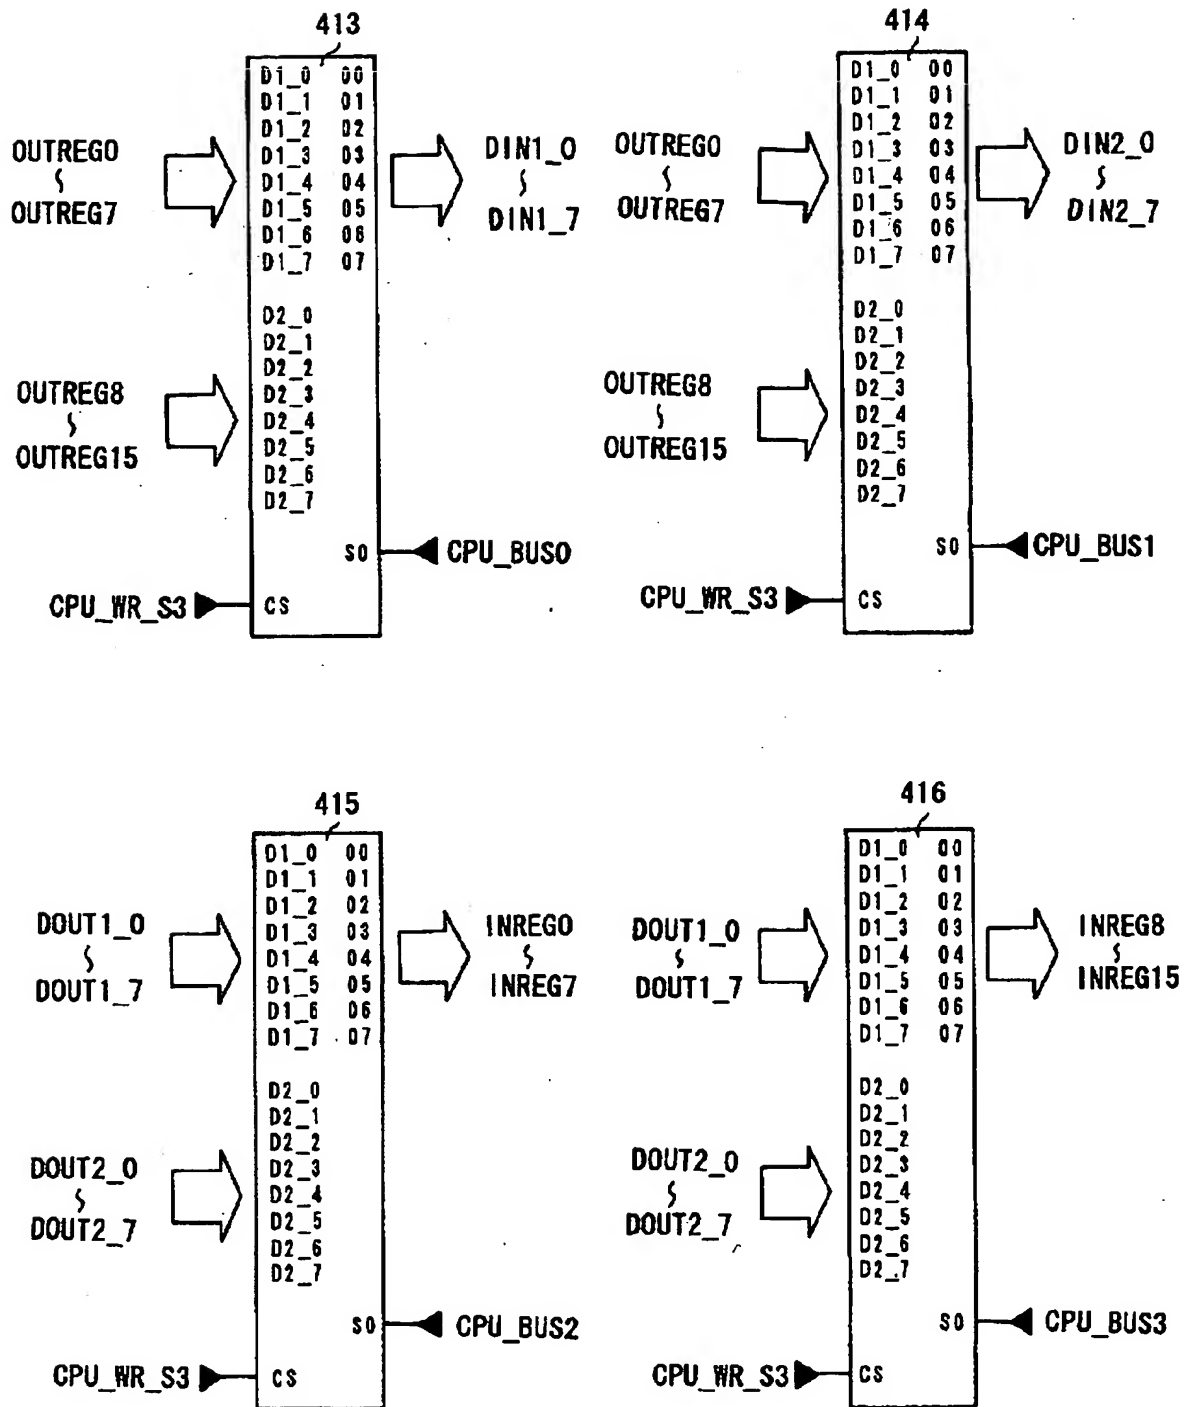 413
D1_0 00
D1_1 01
D1_2 02
D1_3 03
D1_4 04
D1_5 05
D1_6 06
D1_7 07
OUTREG0
∫
OUTREG7
DIN1_0
∫
DIN1_7
D2_0
D2_1
D2_2
D2_3
D2_4
D2_5
D2_6
D2_7
OUTREG8
∫
OUTREG15
S0
CPU_BUS0
CPU_WR_S3
CS
414
D1_0 00
D1_1 01
D1_2 02
D1_3 03
D1_4 04
D1_5 05
D1_6 06
D1_7 07
OUTREG0
∫
OUTREG7
DIN2_0
∫
DIN2_7
D2_0
D2_1
D2_2
D2_3
D2_4
D2_5
D2_6
D2_7
OUTREG8
∫
OUTREG15
S0
CPU_BUS1
CPU_WR_S3
CS
415
D1_0 00
D1_1 01
D1_2 02
D1_3 03
D1_4 04
D1_5 05
D1_6 06
D1_7 07
DOUT1_0
∫
DOUT1_7
INREG0
∫
INREG7
D2_0
D2_1
D2_2
D2_3
D2_4
D2_5
D2_6
D2_7
DOUT2_0
∫
DOUT2_7
S0
CPU_BUS2
CPU_WR_S3
CS
416
D1_0 00
D1_1 01
D1_2 02
D1_3 03
D1_4 04
D1_5 05
D1_6 06
D1_7 07
DOUT1_0
∫
DOUT1_7
INREG8
∫
INREG15
D2_0
D2_1
D2_2
D2_3
D2_4
D2_5
D2_6
D2_7
DOUT2_0
∫
DOUT2_7
S0
CPU_BUS3
CPU_WR_S3
CS